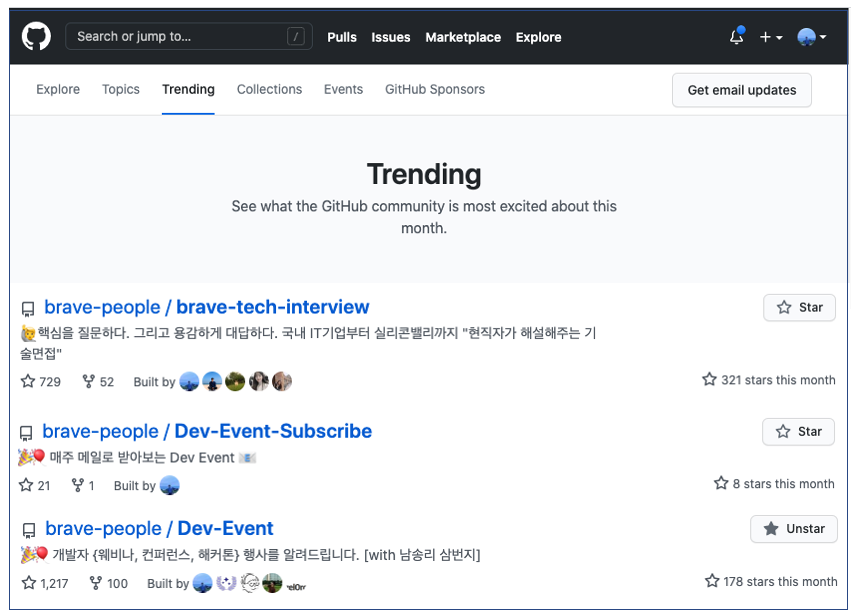 Search or jump to...
/
Pulls
Issues
Marketplace
Explore
Explore
Topics
Trending
Collections
Events
GitHub Sponsors
Get email updates
Trending
See what the GitHub community is most excited about this
month.
brave-people / brave-tech-interview
Star
핵심을 질문하다. 그리고 용감하게 대답하다. 국내 IT기업부터 실리콘밸리까지 "현직자가 해설해주는 기
술면접"
729
52
Built by
321 stars this month
brave-people / Dev-Event-Subscribe
Star
매주 메일로 받아보는 Dev Event
21
1
Built by
8 stars this month
brave-people / Dev-Event
Unstar
개발자 {웨비나, 컨퍼런스, 해커톤} 행사를 알려드립니다. [with 남송리 삼번지]
1,217
100
Built by
178 stars this month